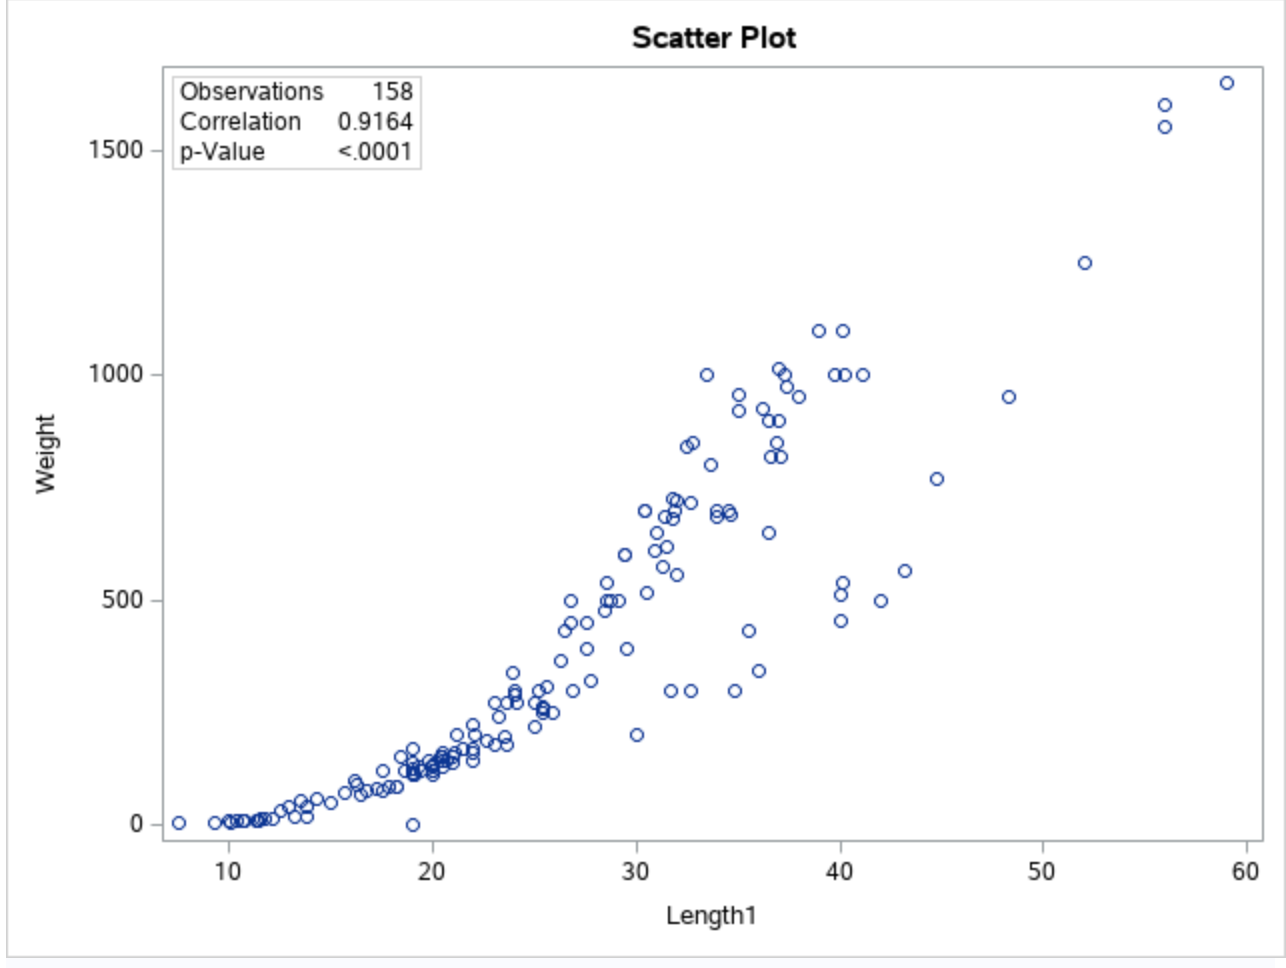 Scatter Plot
Observations 158
Correlation 0.9164
p-Value <.0001
1500
1000
500
0
Weight
10 20 30 40 50 60
Length1